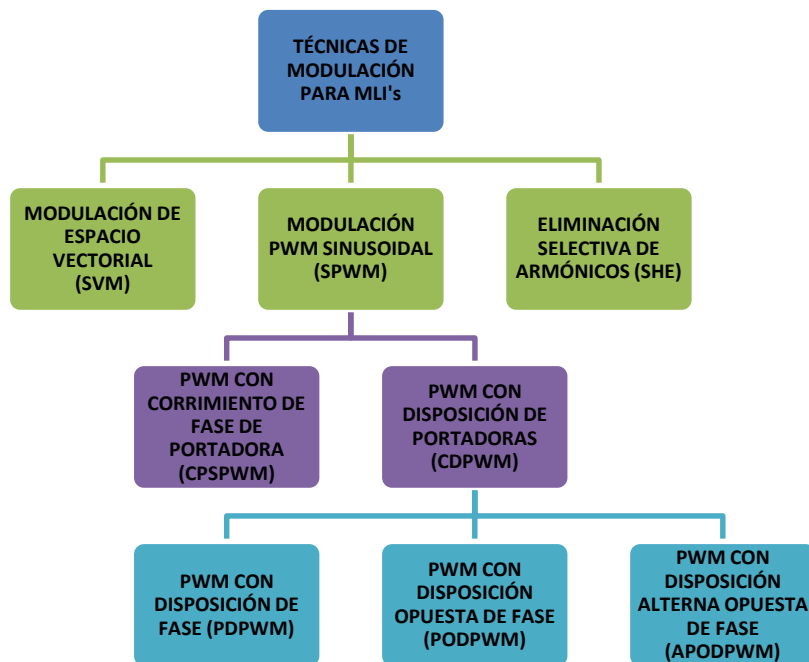 TÉCNICAS DE
MODULACIÓN
PARA MLI's
MODULACIÓN DE
ESPACIO
VECTORIAL
(SVM)
MODULACIÓN
PWM SINUSOIDAL
(SPWM)
ELIMINACIÓN
SELECTIVA DE
ARMÓNICOS (SHE)
PWM CON
CORRIMIENTO DE
FASE DE
PORTADORA
(CPSPWM)
PWM CON
DISPOSICIÓN DE
PORTADORAS
(CDPWM)
PWM CON
DISPOSICIÓN DE
FASE (PDPWM)
PWM CON
DISPOSICIÓN
OPUESTA DE FASE
(PODPWM)
PWM CON
DISPOSICIÓN
ALTERNA OPUESTA
DE FASE
(APODPWM)